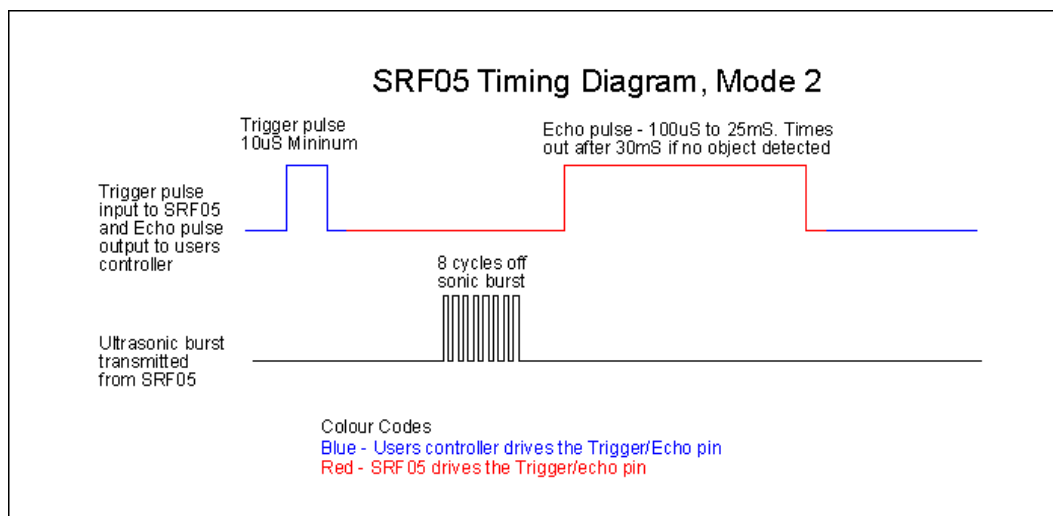 SRF05 Timing Diagram, Mode 2
Trigger pulse
10uS Mininum
Echo pulse - 100uS to 25mS. Times
out after 30mS if no object detected
Trigger pulse
input to SRF05
and Echo pulse
output to users
controller
8 cycles off
sonic burst
Ultrasonic burst
transmitted
from SRF05
Colour Codes
Blue - Users controller drives the Trigger/Echo pin
Red - SRF05 drives the Trigger/echo pin